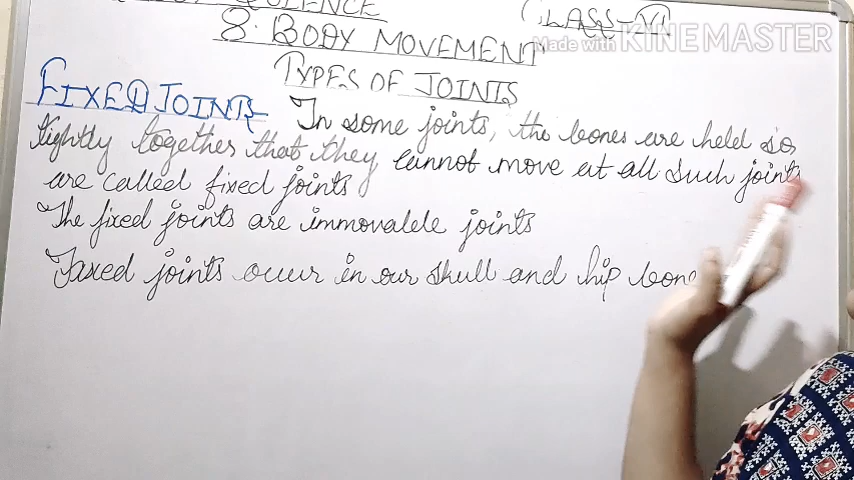 CLASS-VI
Made with KINEMASTER
8. BODY MOVEMENT
TYPES OF JOINTS
FIXED JOINTS In some joints, the bones are held so
tightly together that they cannot move at all such joints
are called fixed joints
The fixed joints are immovable joints
Fixed joints occur in our skull and hip bone